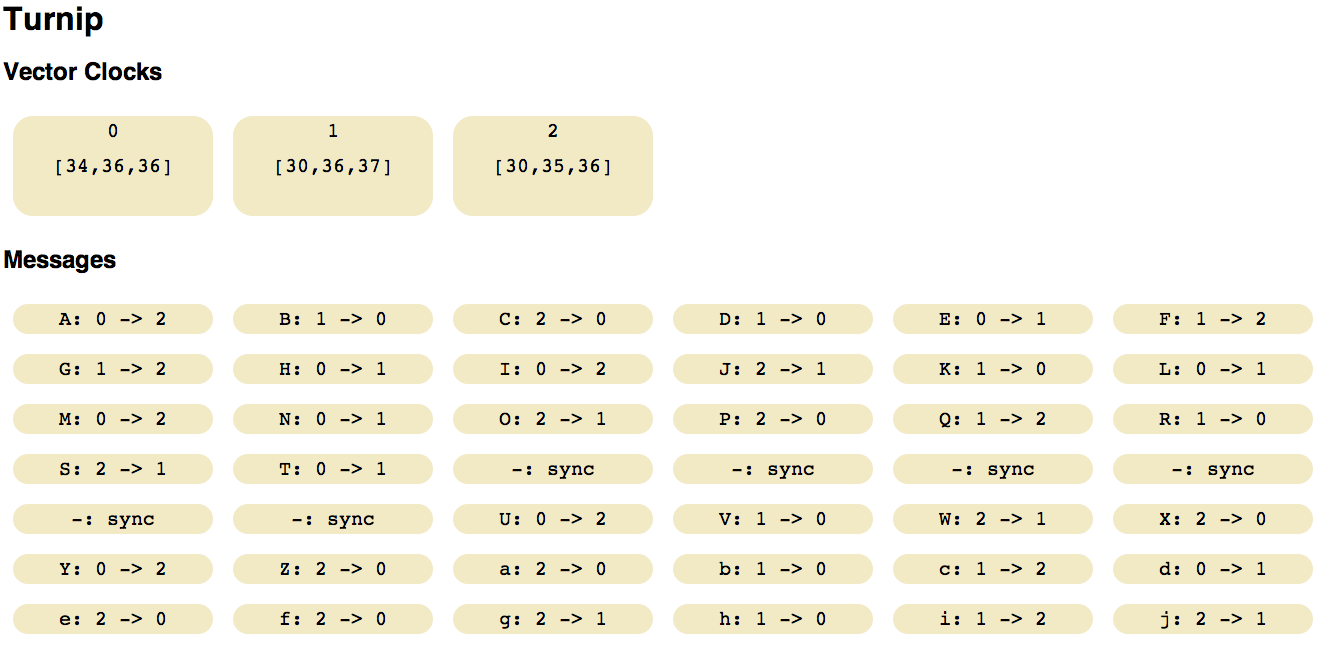 Turnip
Vector Clocks
0 1 2
[34,36,36] [30,36,37] [30,35,36]
Messages
A: 0 -> 2 B: 1 -> 0 C: 2 -> 0 D: 1 -> 0 E: 0 -> 1 F: 1 -> 2
G: 1 -> 2 H: 0 -> 1 I: 0 -> 2 J: 2 -> 1 K: 1 -> 0 L: 0 -> 1
M: 0 -> 2 N: 0 -> 1 O: 2 -> 1 P: 2 -> 0 Q: 1 -> 2 R: 1 -> 0
S: 2 -> 1 T: 0 -> 1 -: sync -: sync -: sync -: sync
-: sync -: sync U: 0 -> 2 V: 1 -> 0 W: 2 -> 1 X: 2 -> 0
Y: 0 -> 2 Z: 2 -> 0 a: 2 -> 0 b: 1 -> 0 c: 1 -> 2 d: 0 -> 1
e: 2 -> 0 f: 2 -> 0 g: 2 -> 1 h: 1 -> 0 i: 1 -> 2 j: 2 -> 1